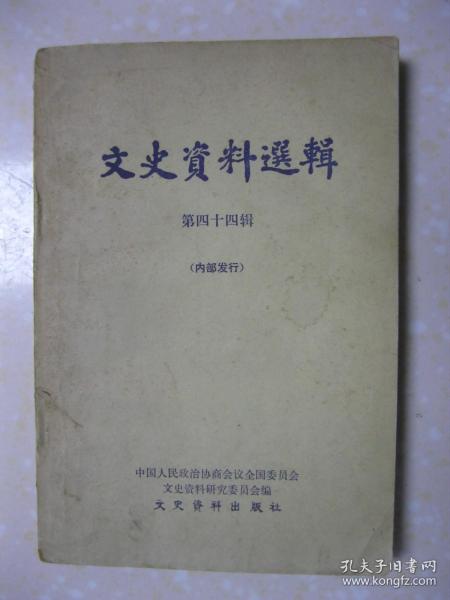 文史資料選輯
第四十四辑
（内部发行）
中国人民政治协商会议全国委员会
文史资料研究委员会编
文史资料出版社
孔夫子旧书网
www.kongfz.com